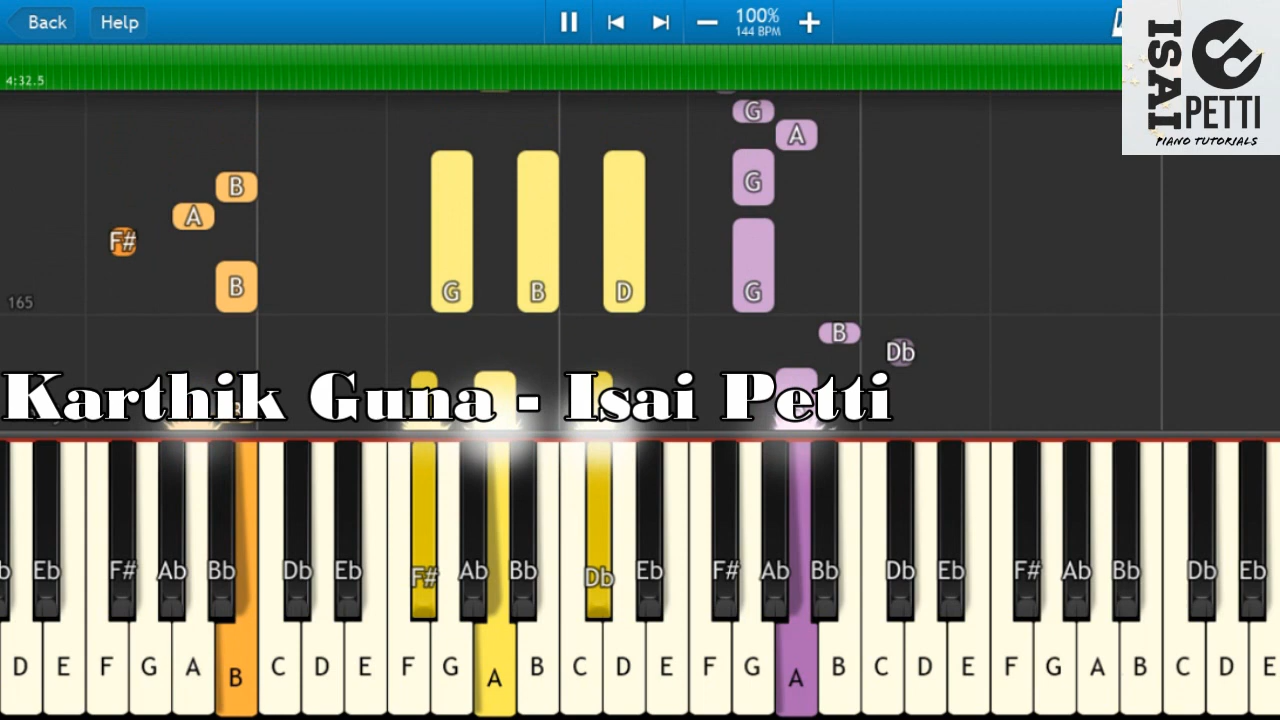 Back Help 100%
144 BPM
4:32.5
ISAI
PETTI
PIANO TUTORIALS
G
A
B G
A
F#
B G B D G
165
B
Db
Karthik Guna - Isai Petti
Eb F# Ab Bb Db Eb F# Ab Bb Db Eb F# Ab Bb Db Eb F# Ab Bb Db Eb
D E F G A B C D E F G A B C D E F G A B C D E F G A B C D E